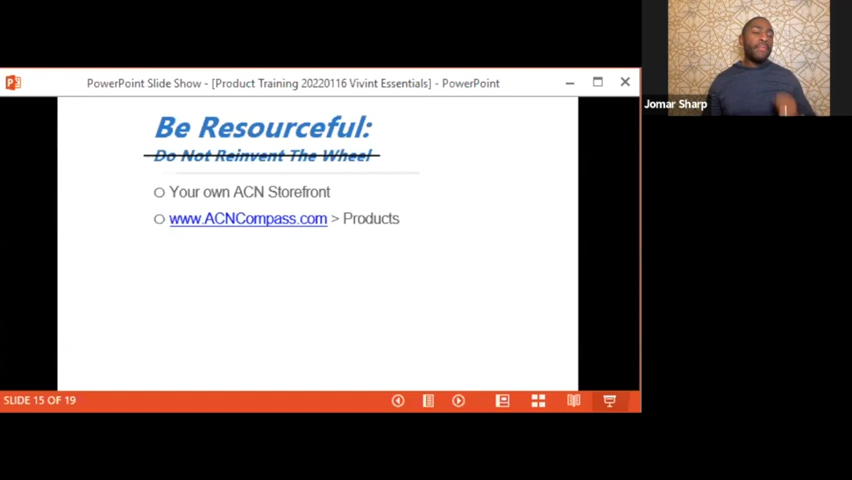 PowerPoint Slide Show - [Product Training 20220116 Vivint Essentials] - PowerPoint
Jomar Sharp
Be Resourceful:
Do Not Reinvent The Wheel
Your own ACN Storefront
www.ACNCompass.com > Products
SLIDE 15 OF 19